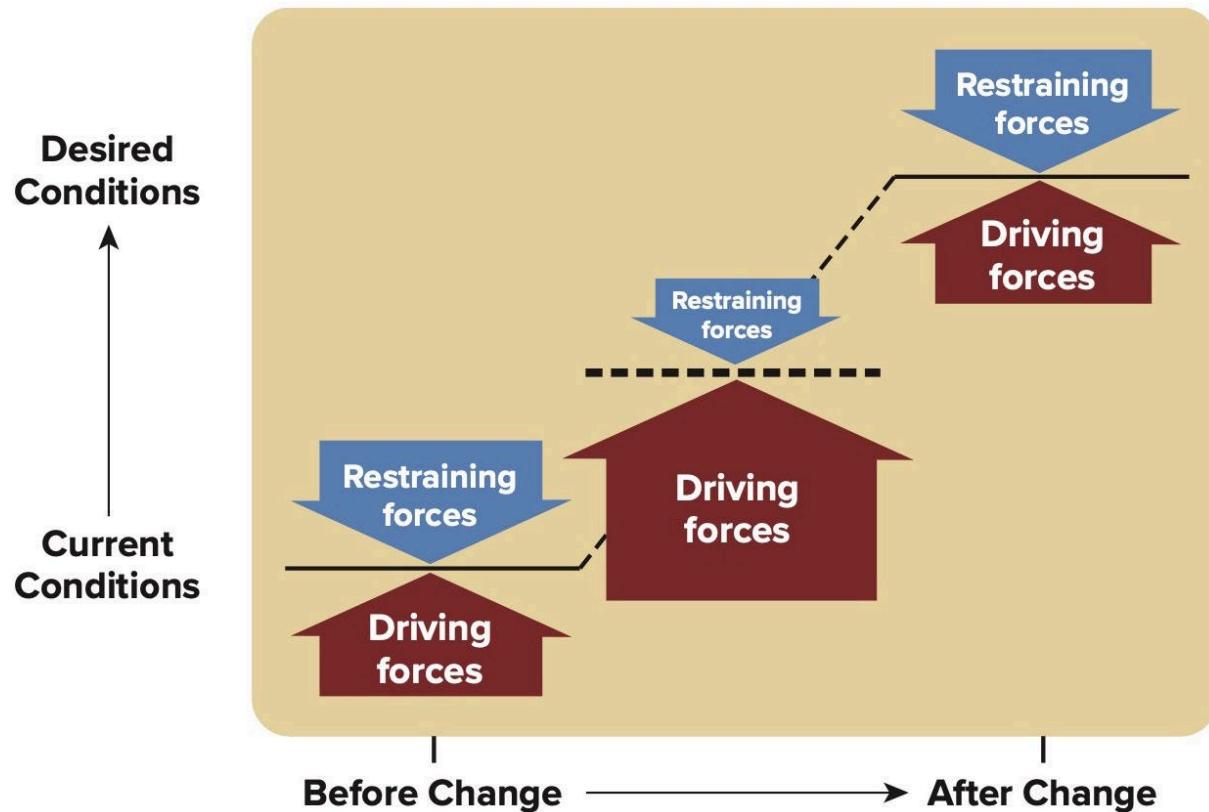 Desired
Conditions
Current
Conditions
Restraining
forces
Driving
forces
Restraining
forces
Driving
forces
Restraining
forces
Driving
forces
Before Change
After Change